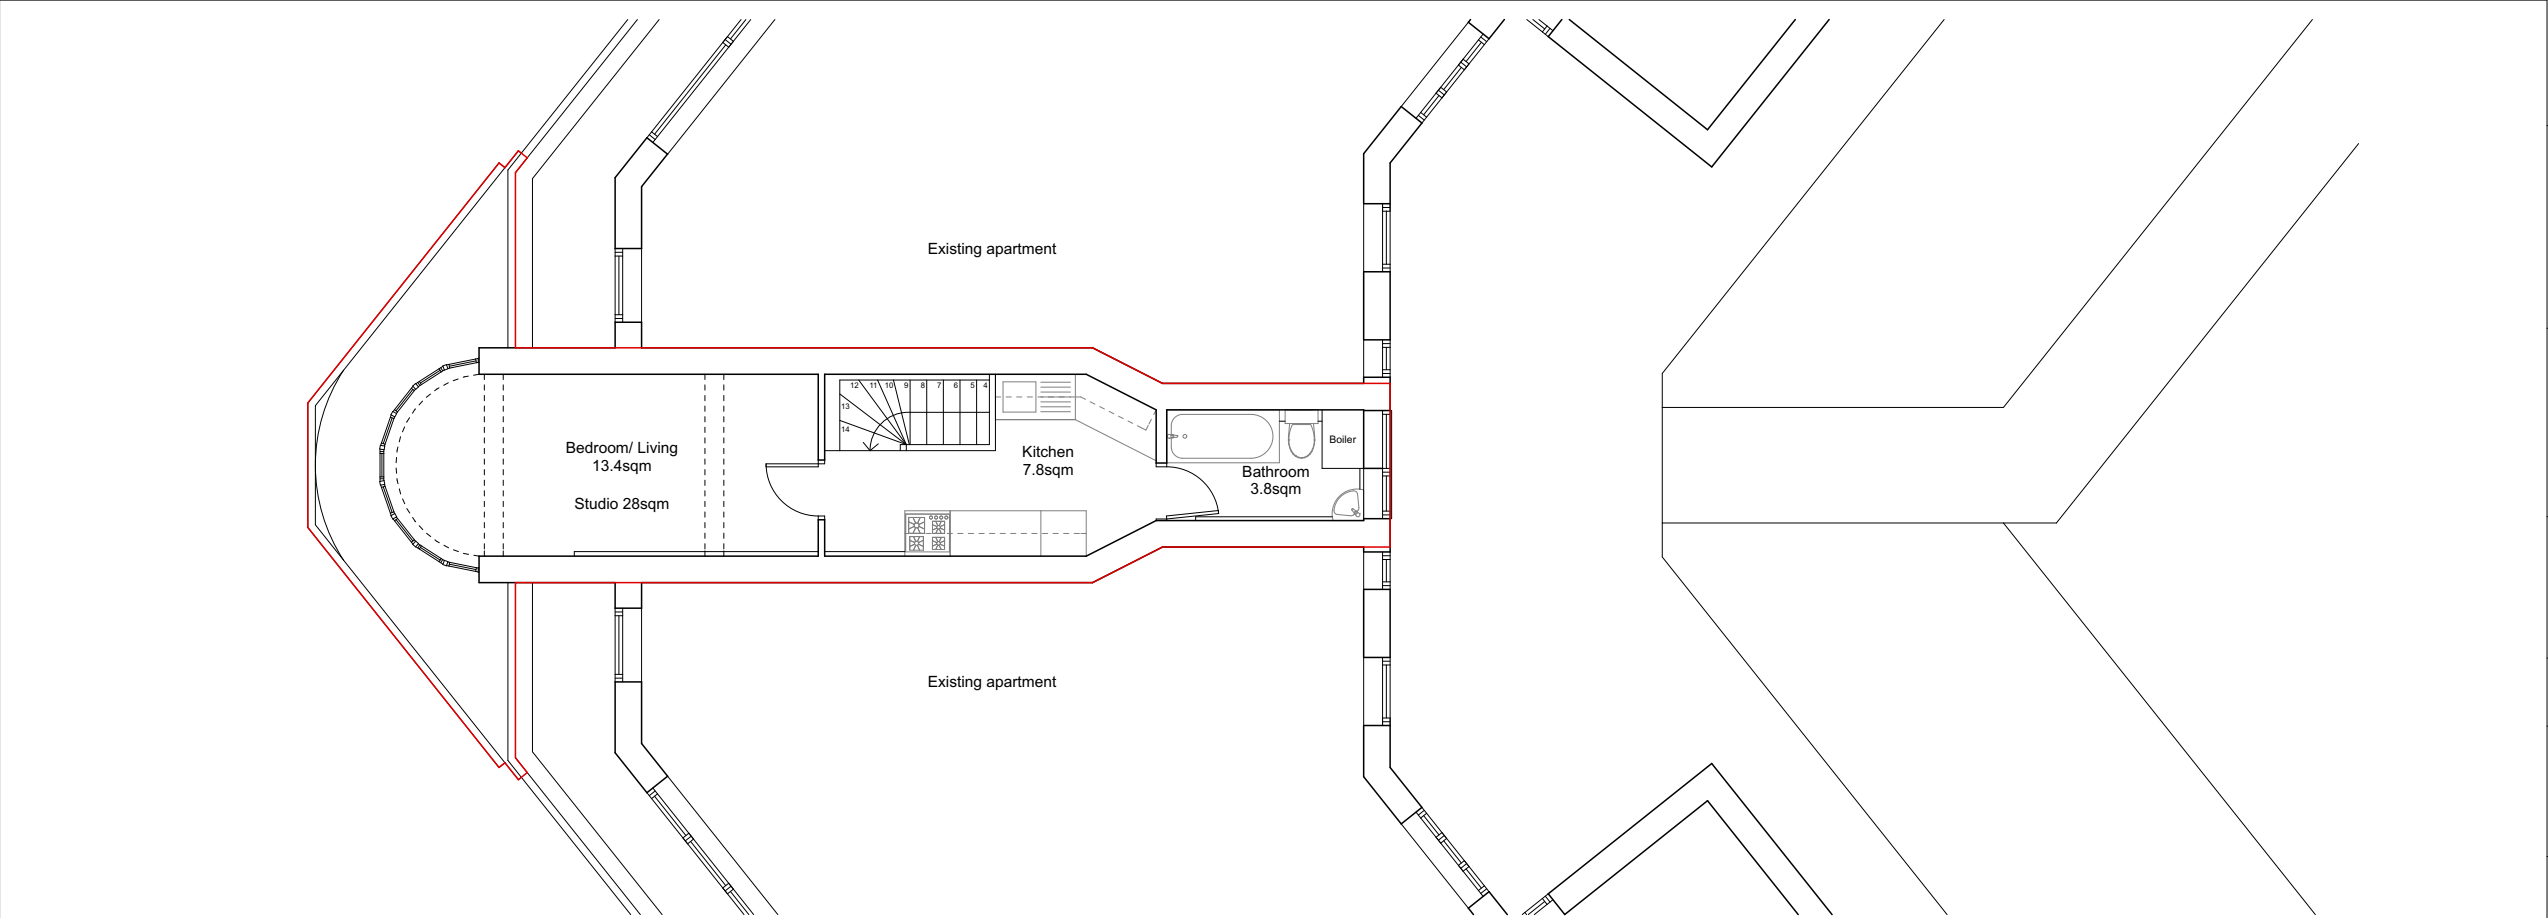 Existing apartment
12 11 10 9 8 7 6 5 4
13
14
Bedroom/ Living
13.4sqm
Studio 28sqm
Kitchen
7.8sqm
Boiler
Bathroom
3.8sqm
Existing apartment